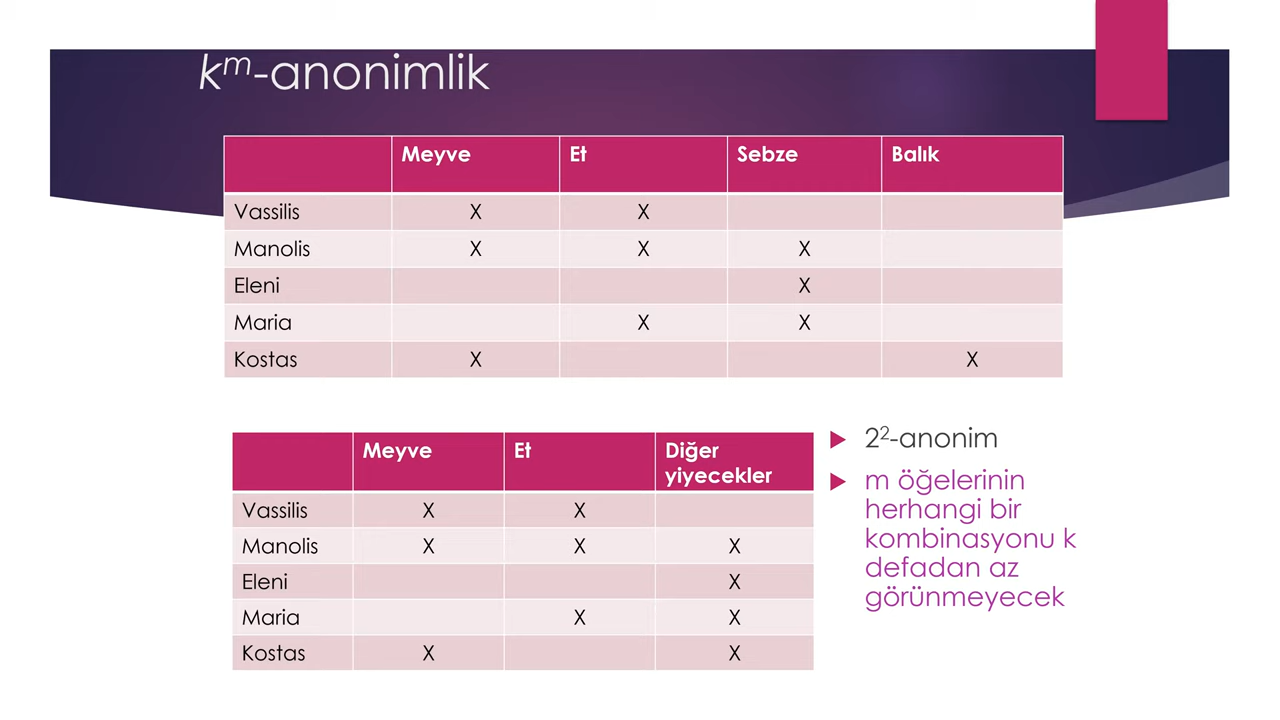 kᵐ-anonimlik
Meyve Et Sebze Balık
Vassilis X X
Manolis X X X
Eleni X
Maria X X
Kostas X X
Meyve Et Diğer yiyecekler
Vassilis X X
Manolis X X X
Eleni X
Maria X X
Kostas X X
2²-anonim
m öğelerinin
herhangi bir
kombinasyonu k
defadan az
görünmeyecek